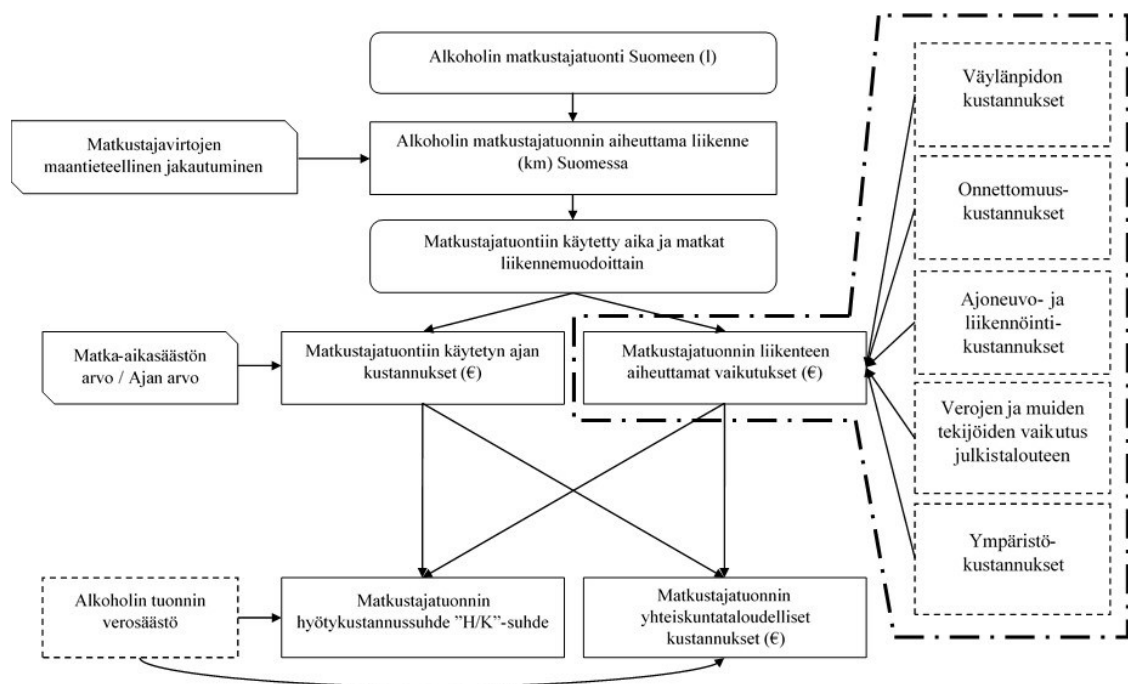 Alkoholin matkustajatuonti Suomeen (l)
Matkustajavirtojen
maantieteellinen jakautuminen
Alkoholin matkustajatuonnin aiheuttama liikenne
(km) Suomessa
Matkustajatuontiin käytetty aika ja matkat
liikennemuodoittain
Matka-aikasäästön
arvo / Ajan arvo
Matkustajatuontiin käytetyn ajan
kustannukset (€)
Matkustajatuonnin liikenteen
aiheuttamat vaikutukset (€)
Väylänpidon
kustannukset
Onnettomuus-
kustannukset
Ajoneuvo- ja
liikennöinti-
kustannukset
Verojen ja muiden
tekijöiden vaikutus
julkistalouteen
Ympäristö-
kustannukset
Alkoholin tuonnin
verosäästö
Matkustajatuonnin
hyötykustannussuhde ”H/K”-suhde
Matkustajatuonnin
yhteiskuntataloudelliset
kustannukset (€)